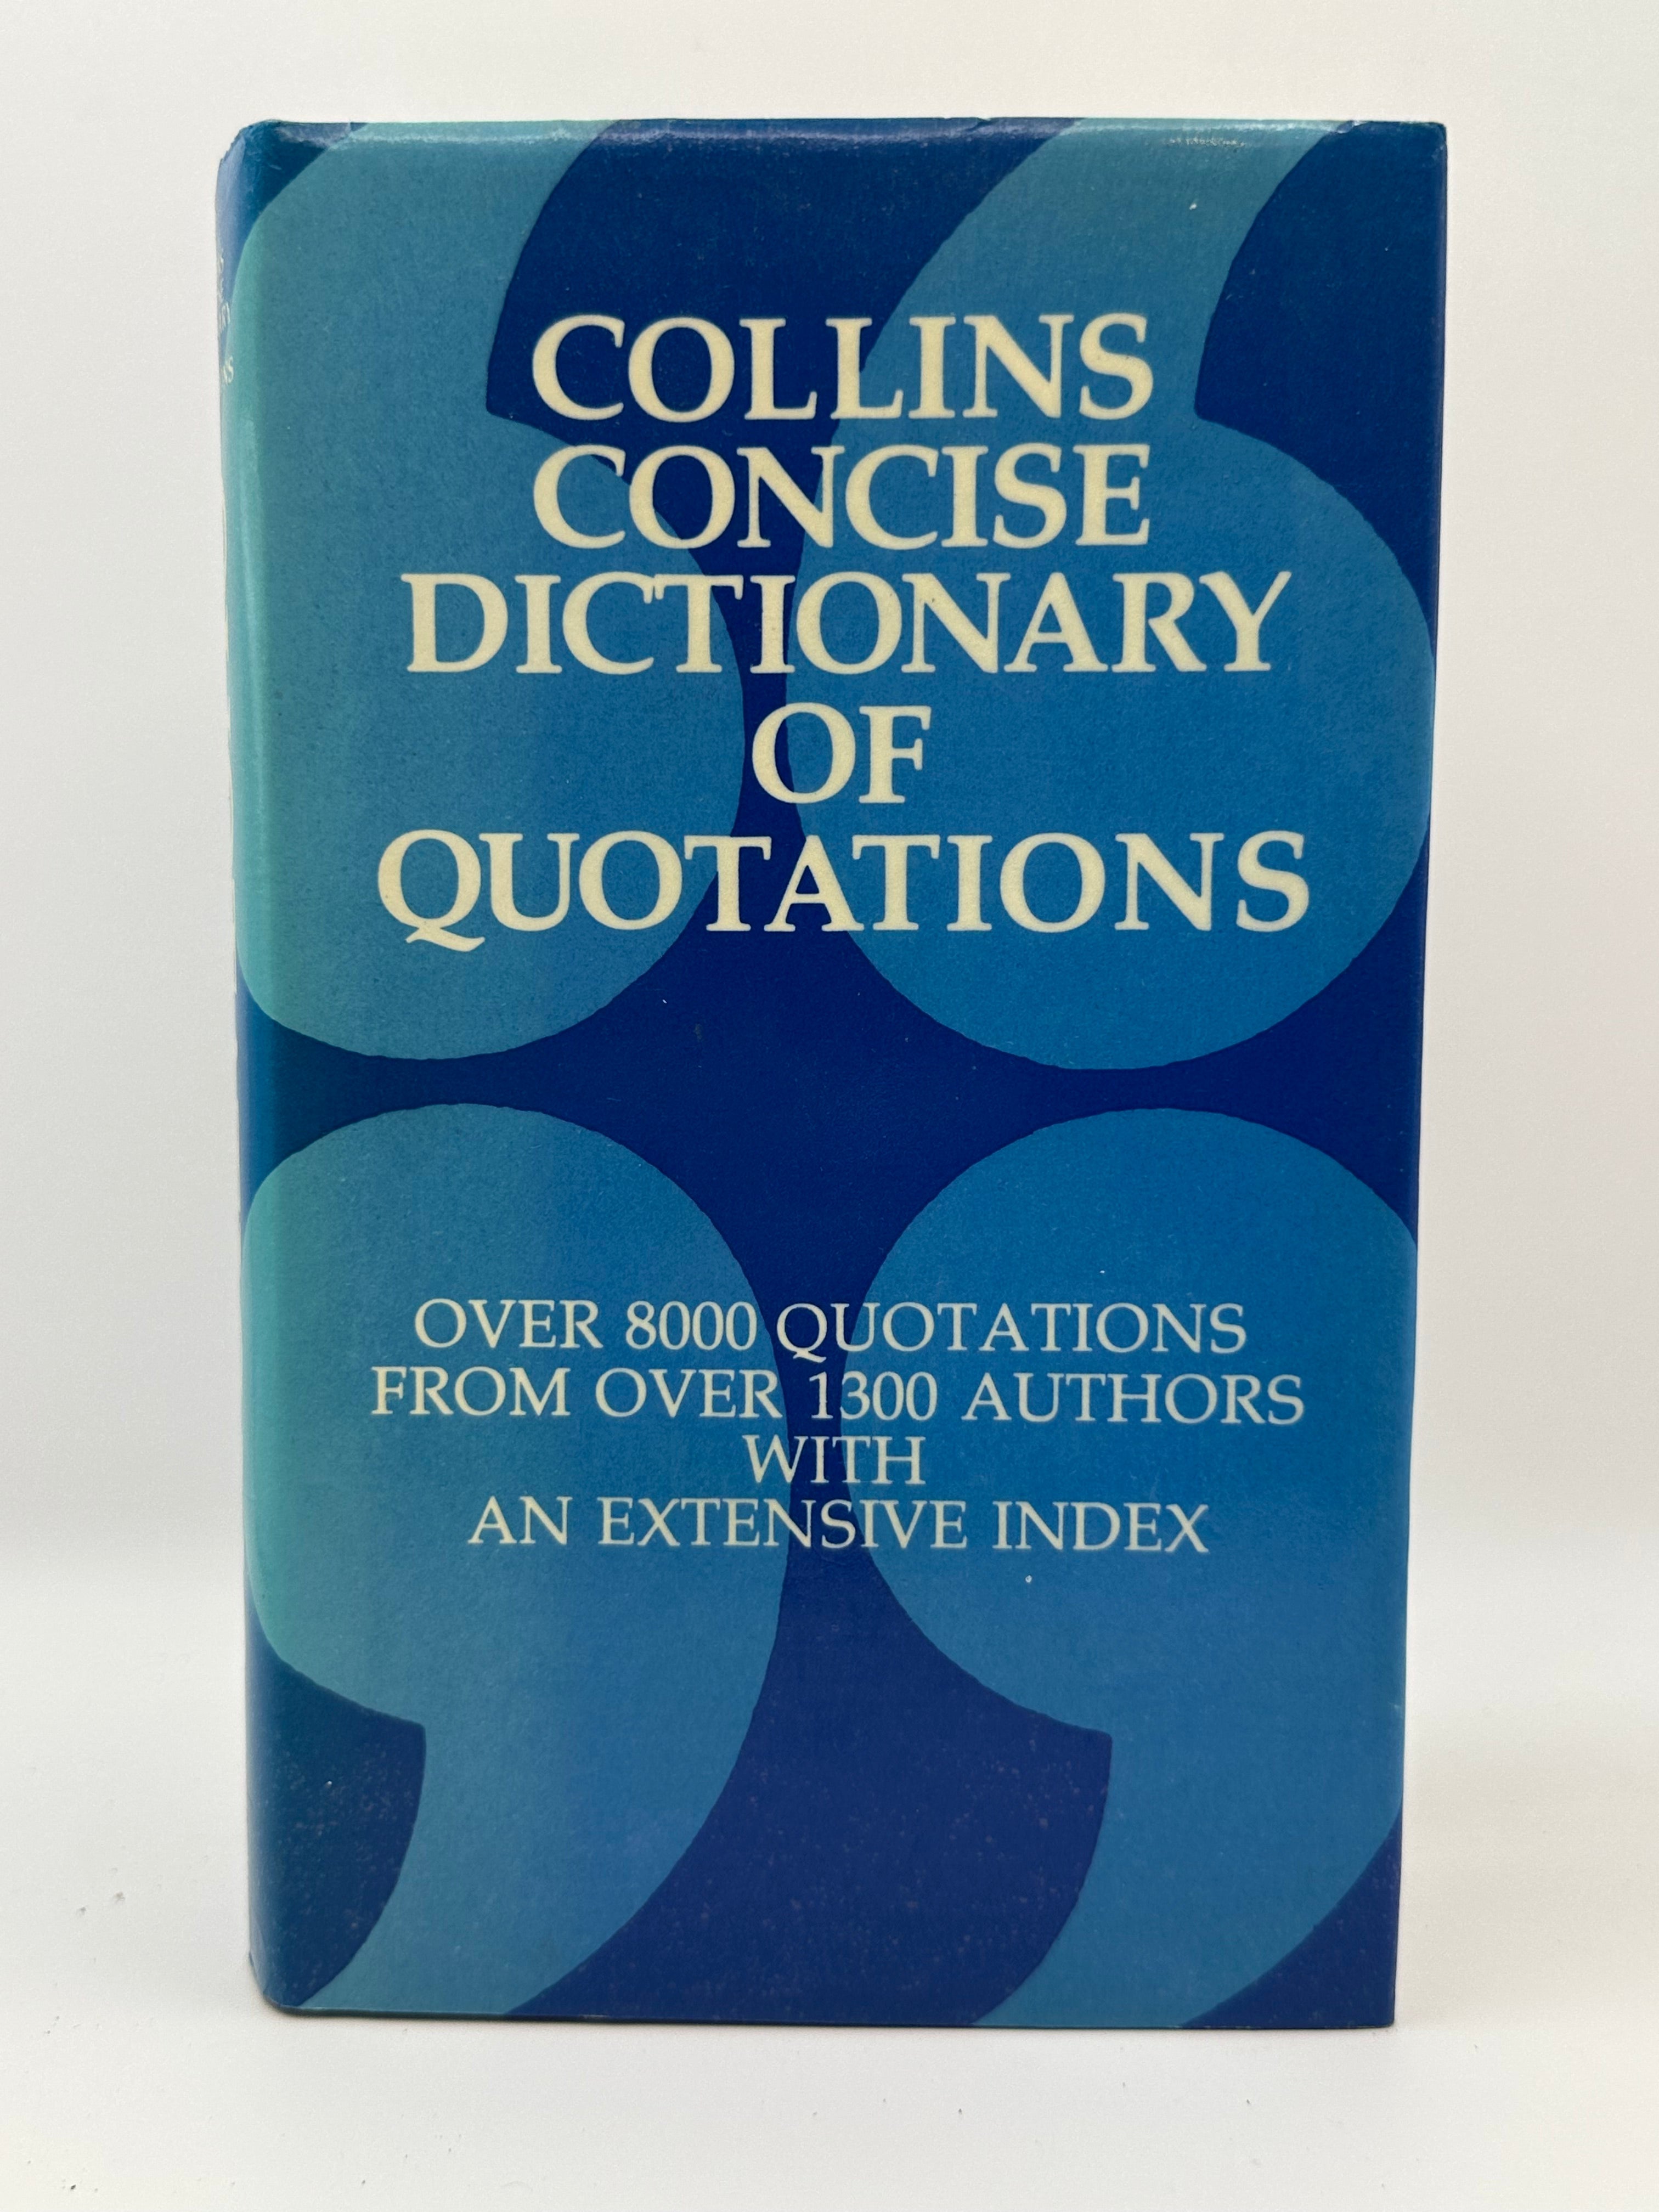 COLLINS
CONCISE
DICTIONARY
OF
QUOTATIONS
OVER 8000 QUOTATIONS
FROM OVER 1300 AUTHORS
WITH
AN EXTENSIVE INDEX